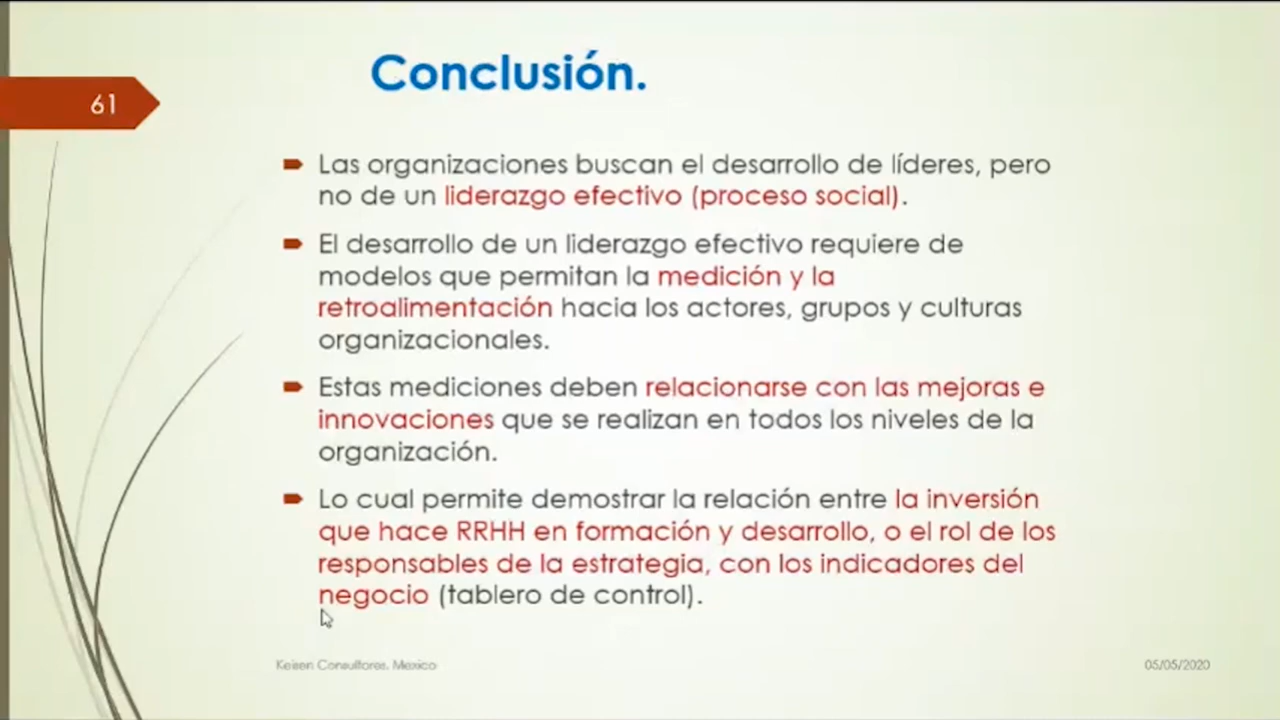 Conclusión.
61
Las organizaciones buscan el desarrollo de líderes, pero
no de un liderazgo efectivo (proceso social).
El desarrollo de un liderazgo efectivo requiere de
modelos que permitan la medición y la
retroalimentación hacia los actores, grupos y culturas
organizacionales.
Estas mediciones deben relacionarse con las mejoras e
innovaciones que se realizan en todos los niveles de la
organización.
Lo cual permite demostrar la relación entre la inversión
que hace RRHH en formación y desarrollo, o el rol de los
responsables de la estrategia, con los indicadores del
negocio (tablero de control).
Keisen Consultores. Mexico
05/05/2020